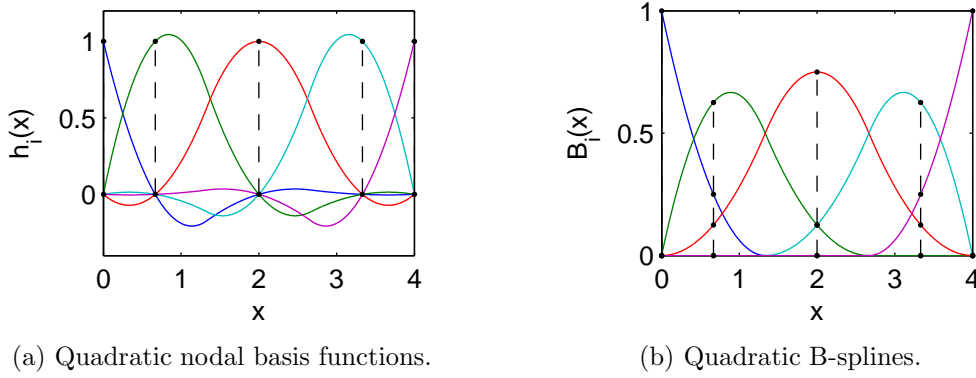 1
0.5
0
h_i(x)
0 1 2 3 4
x
(a) Quadratic nodal basis functions.
1
0.5
0
B_i(x)
0 1 2 3 4
x
(b) Quadratic B-splines.